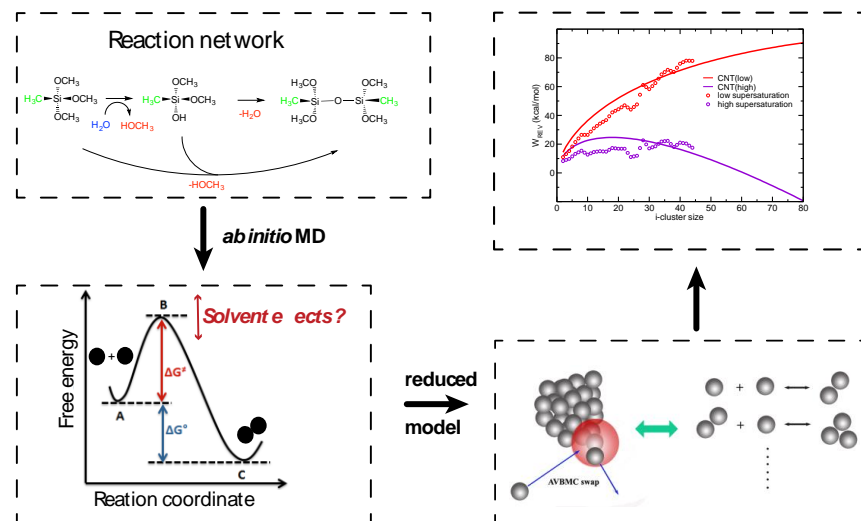 Reaction network
OCH3
H3C Si OCH3
OCH3
H2O
HOCH3
OCH3
H3C Si OCH3
OH
-H2O
OCH3 OCH3
H3C Si O Si CH3
H3CO OCH3
-HOCH3
ab initio MD
Free energy
Solvent e ects?
B
+
ΔG≠
A
ΔG°
C
Reation coordinate
reduced
model
AVBMC swap
+
+
W REV (kcal/mol)
100
80
60
40
20
0
CNT(low)
CNT(high)
low supersaturation
high supersaturation
0 10 20 30 40 50 60 70 80
i-cluster size